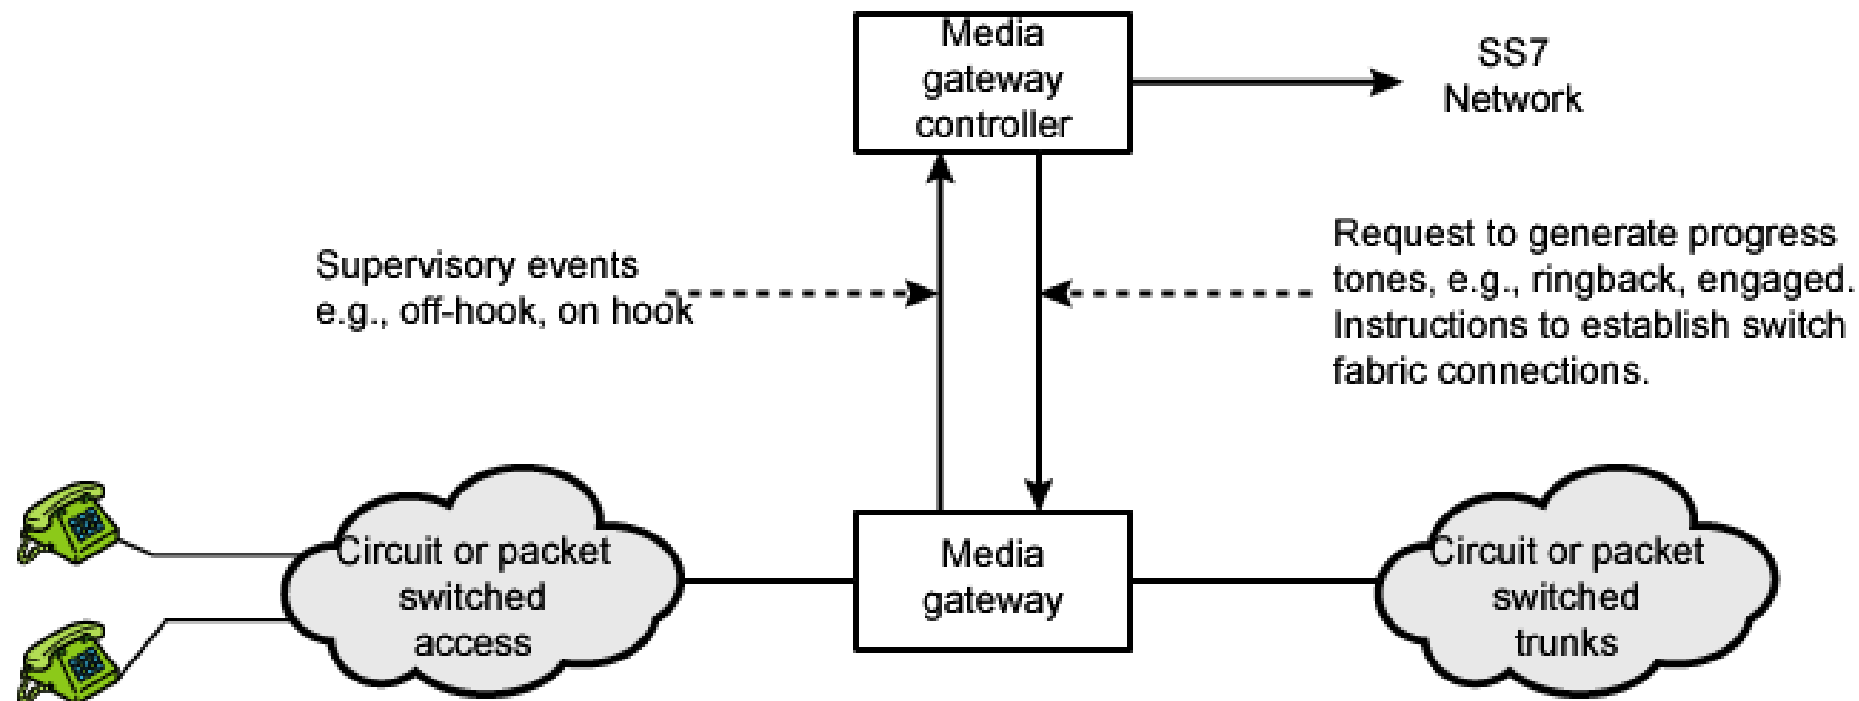 Media
gateway
controller
SS7
Network
Supervisory events
e.g., off-hook, on hook
Request to generate progress
tones, e.g., ringback, engaged.
Instructions to establish switch
fabric connections.
Circuit or packet
switched
access
Media
gateway
Circuit or packet
switched
trunks